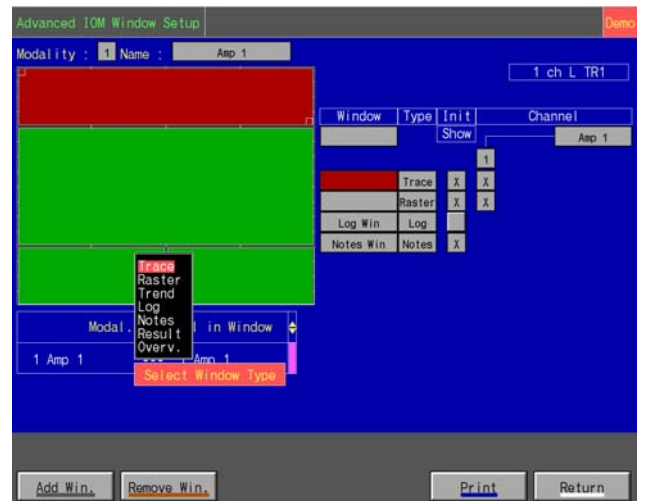 Advanced IOM Window Setup
Demo
Modality : 1 Name : Amp 1
1 ch L TR1
Window Type Init Channel
Show Amp 1
1
Trace X X
Raster X X
Log Win Log
Notes Win Notes X
Trace
Raster
Trend
Log
Notes
Result
Overv.
Modal. l in Window
1 Amp 1 Amp 1
Select Window Type
Add Win. Remove Win. Print Return